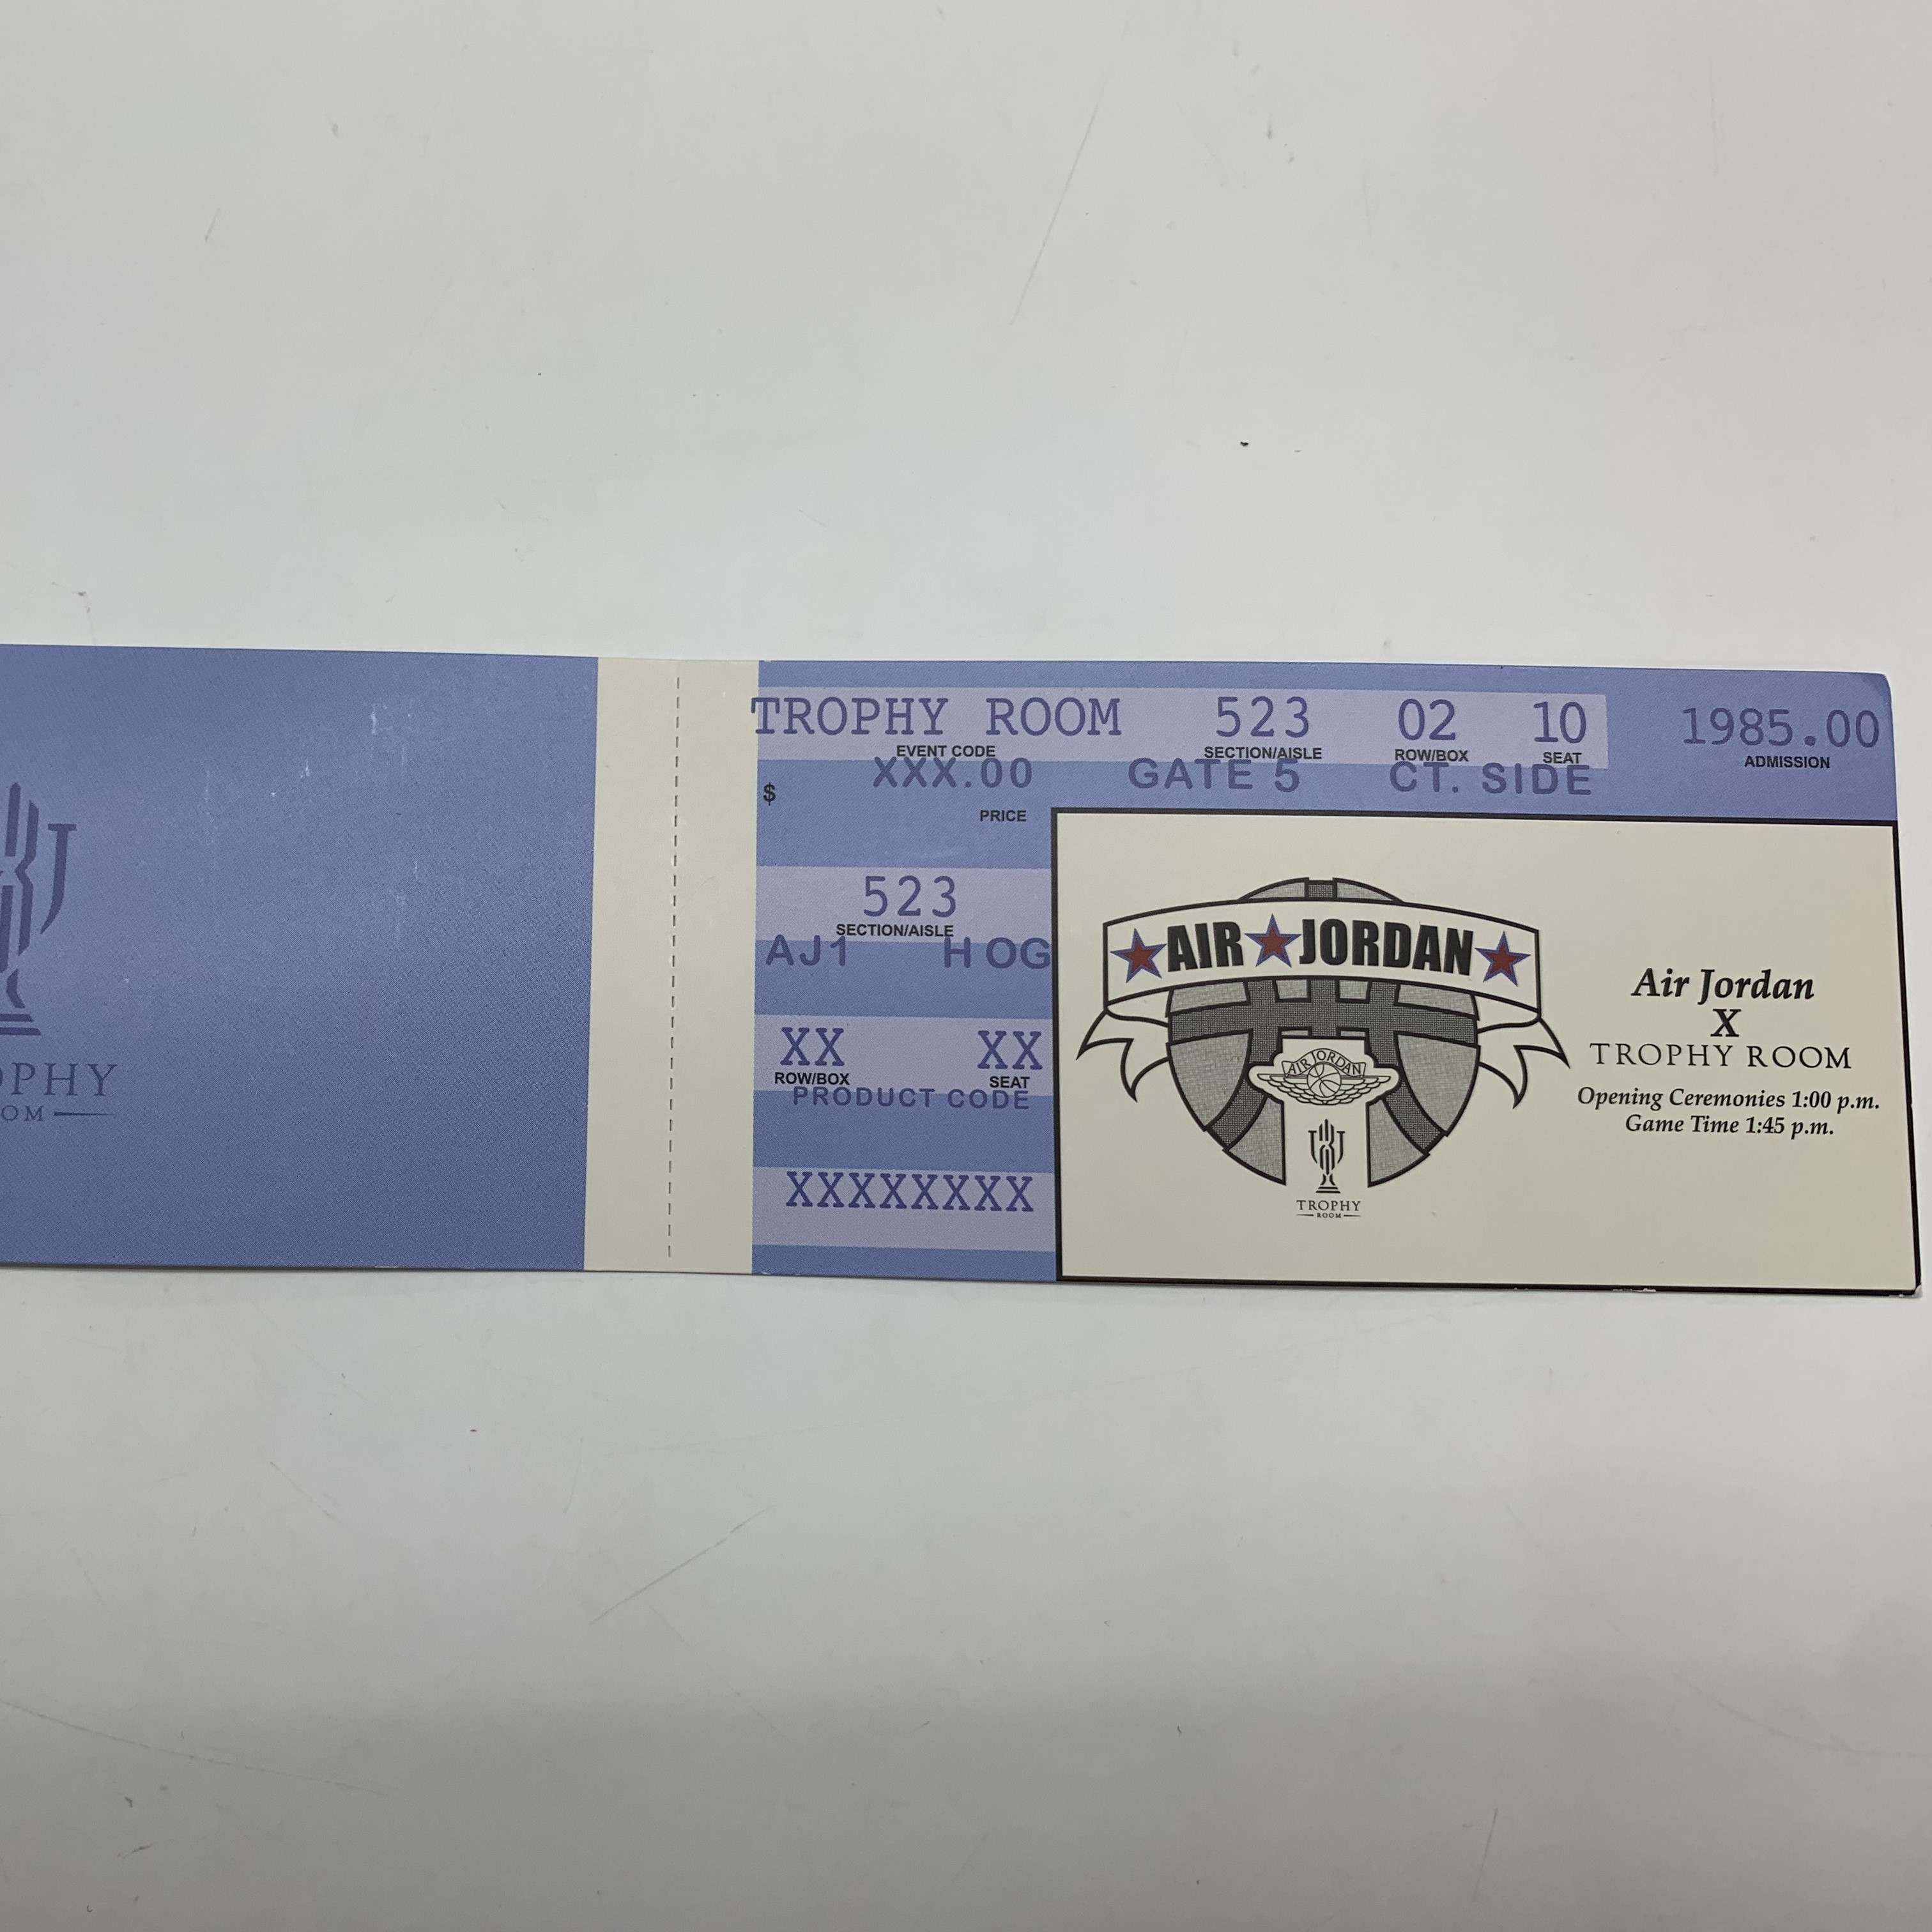 TROPHY ROOM 523 02 10 1985.00
EVENT CODE SECTION/AISLE ROW/BOX SEAT ADMISSION
$ XXX.00 GATE 5 CT. SIDE
PRICE
523
SECTION/AISLE
AJ1 H OG
XX XX
ROW/BOX SEAT
PRODUCT CODE
XXXXXXXX
AIR JORDAN
AIR JORDAN
TROPHY
ROOM
Air Jordan
X
TROPHY ROOM
Opening Ceremonies 1:00 p.m.
Game Time 1:45 p.m.
OPHY
OM